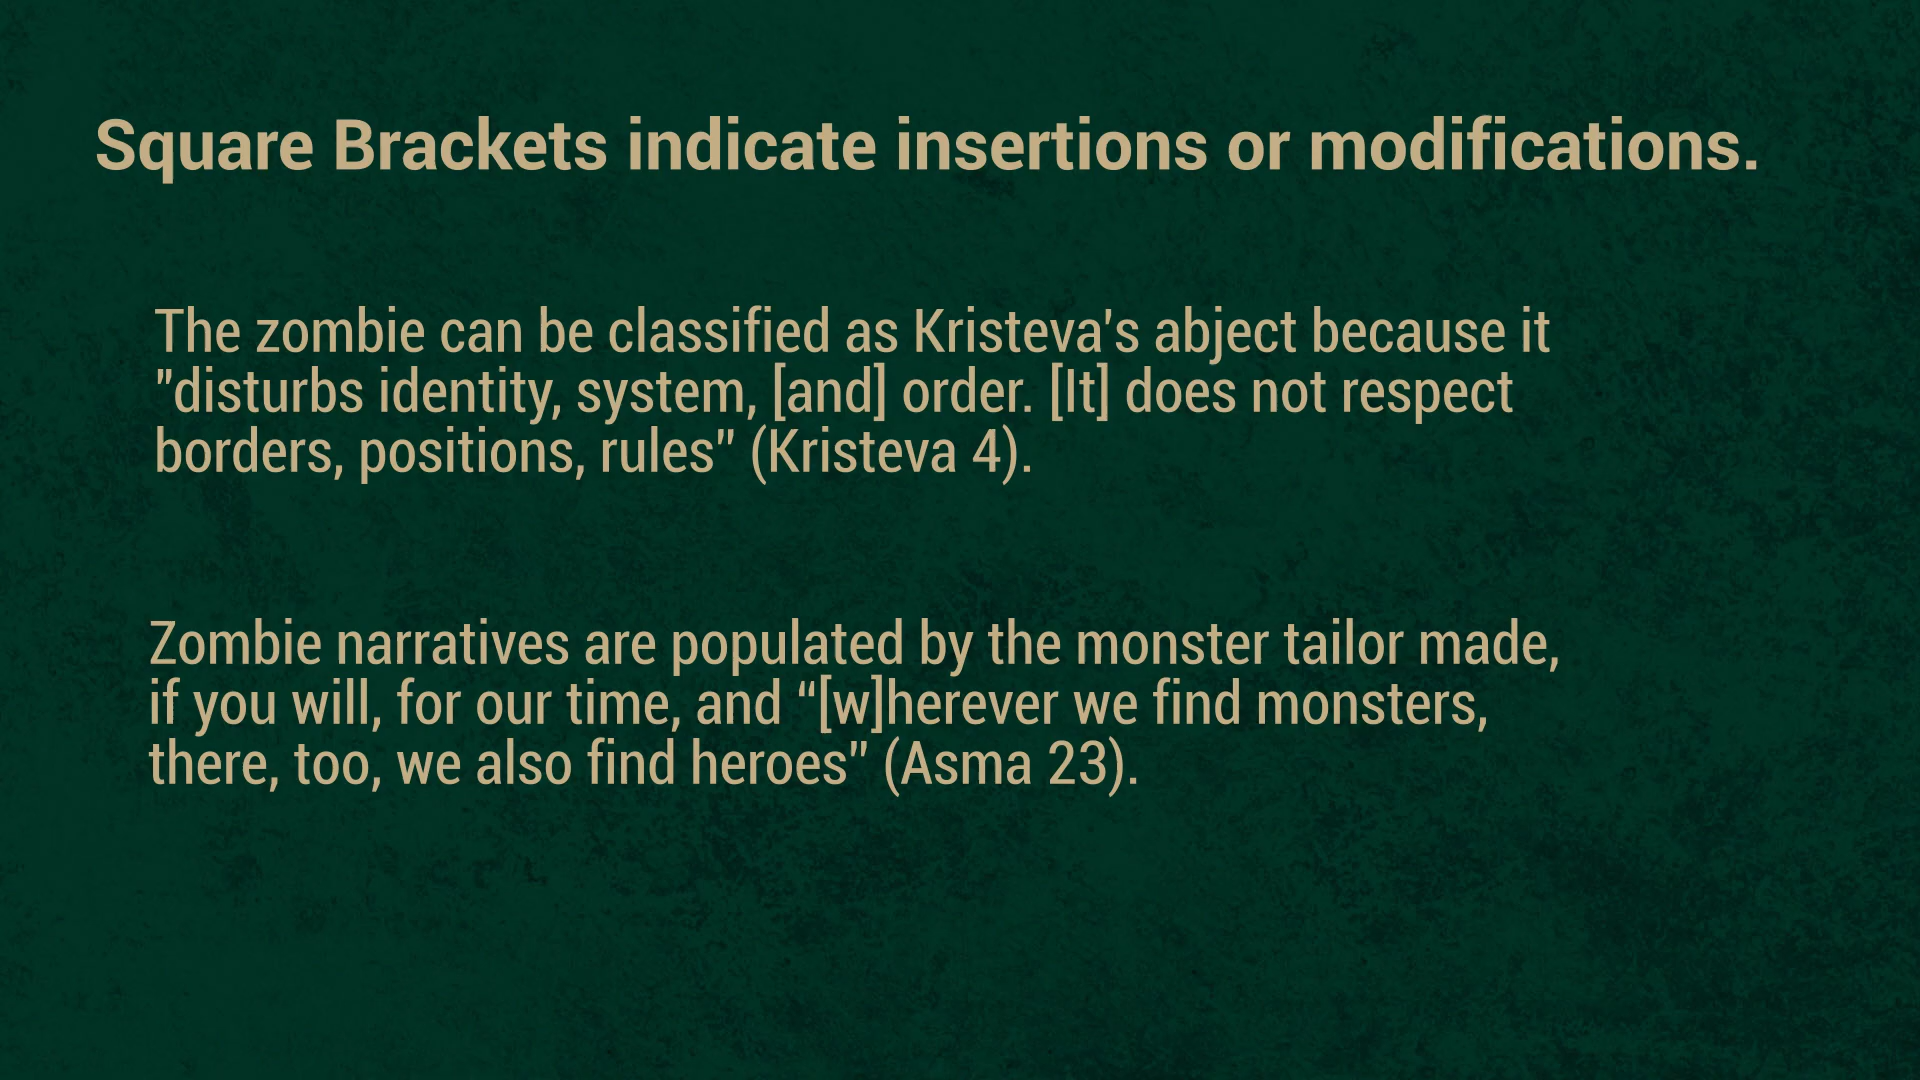 Square Brackets indicate insertions or modifications.
The zombie can be classified as Kristeva's abject because it
"disturbs identity, system, [and] order. [It] does not respect
borders, positions, rules" (Kristeva 4).
Zombie narratives are populated by the monster tailor made,
if you will, for our time, and “[w]herever we find monsters,
there, too, we also find heroes” (Asma 23).